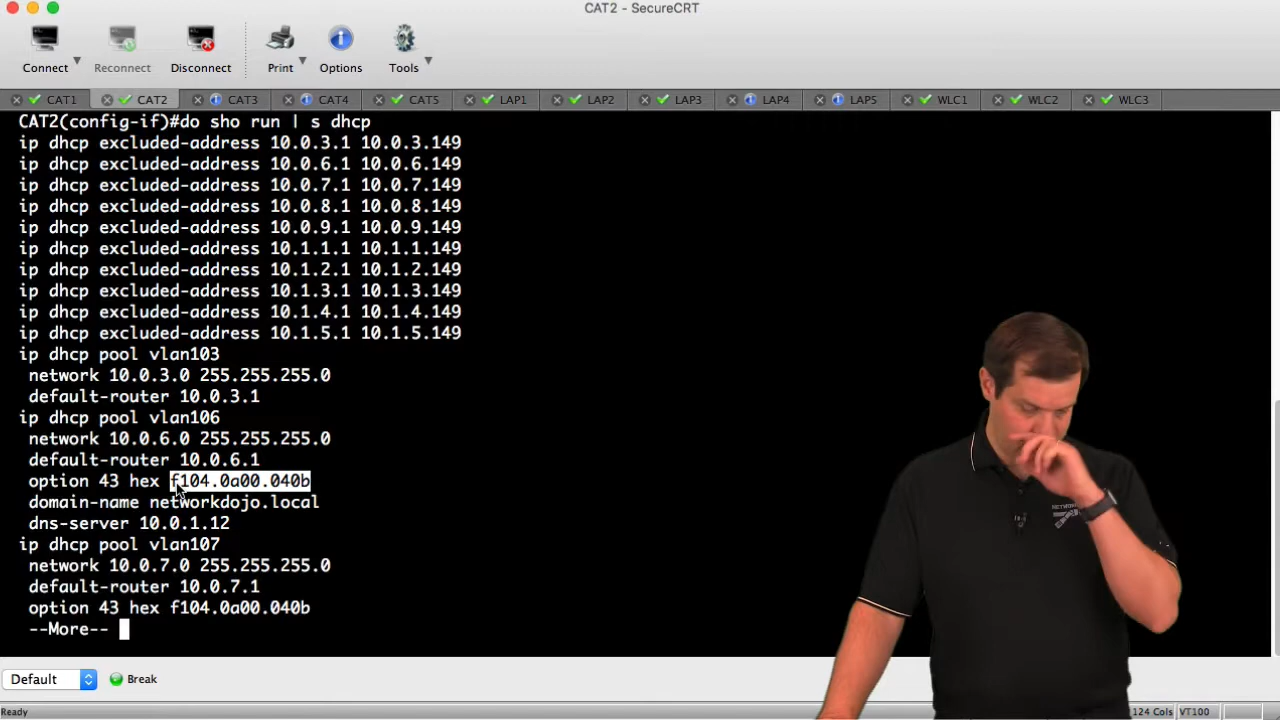 CAT2 - SecureCRT
Connect Reconnect Disconnect Print Options Tools
CAT1 CAT2 CAT3 CAT4 CAT5 LAP1 LAP2 LAP3 LAP4 LAP5 WLC1 WLC2 WLC3
CAT2(config-if)#do sho run | s dhcp
ip dhcp excluded-address 10.0.3.1 10.0.3.149
ip dhcp excluded-address 10.0.6.1 10.0.6.149
ip dhcp excluded-address 10.0.7.1 10.0.7.149
ip dhcp excluded-address 10.0.8.1 10.0.8.149
ip dhcp excluded-address 10.0.9.1 10.0.9.149
ip dhcp excluded-address 10.1.1.1 10.1.1.149
ip dhcp excluded-address 10.1.2.1 10.1.2.149
ip dhcp excluded-address 10.1.3.1 10.1.3.149
ip dhcp excluded-address 10.1.4.1 10.1.4.149
ip dhcp excluded-address 10.1.5.1 10.1.5.149
ip dhcp pool vlan103
network 10.0.3.0 255.255.255.0
default-router 10.0.3.1
ip dhcp pool vlan106
network 10.0.6.0 255.255.255.0
default-router 10.0.6.1
option 43 hex f104.0a00.040b
domain-name networkdojo.local
dns-server 10.0.1.12
ip dhcp pool vlan107
network 10.0.7.0 255.255.255.0
default-router 10.0.7.1
option 43 hex f104.0a00.040b
--More--
Default Break
Ready 124 Cols VT100